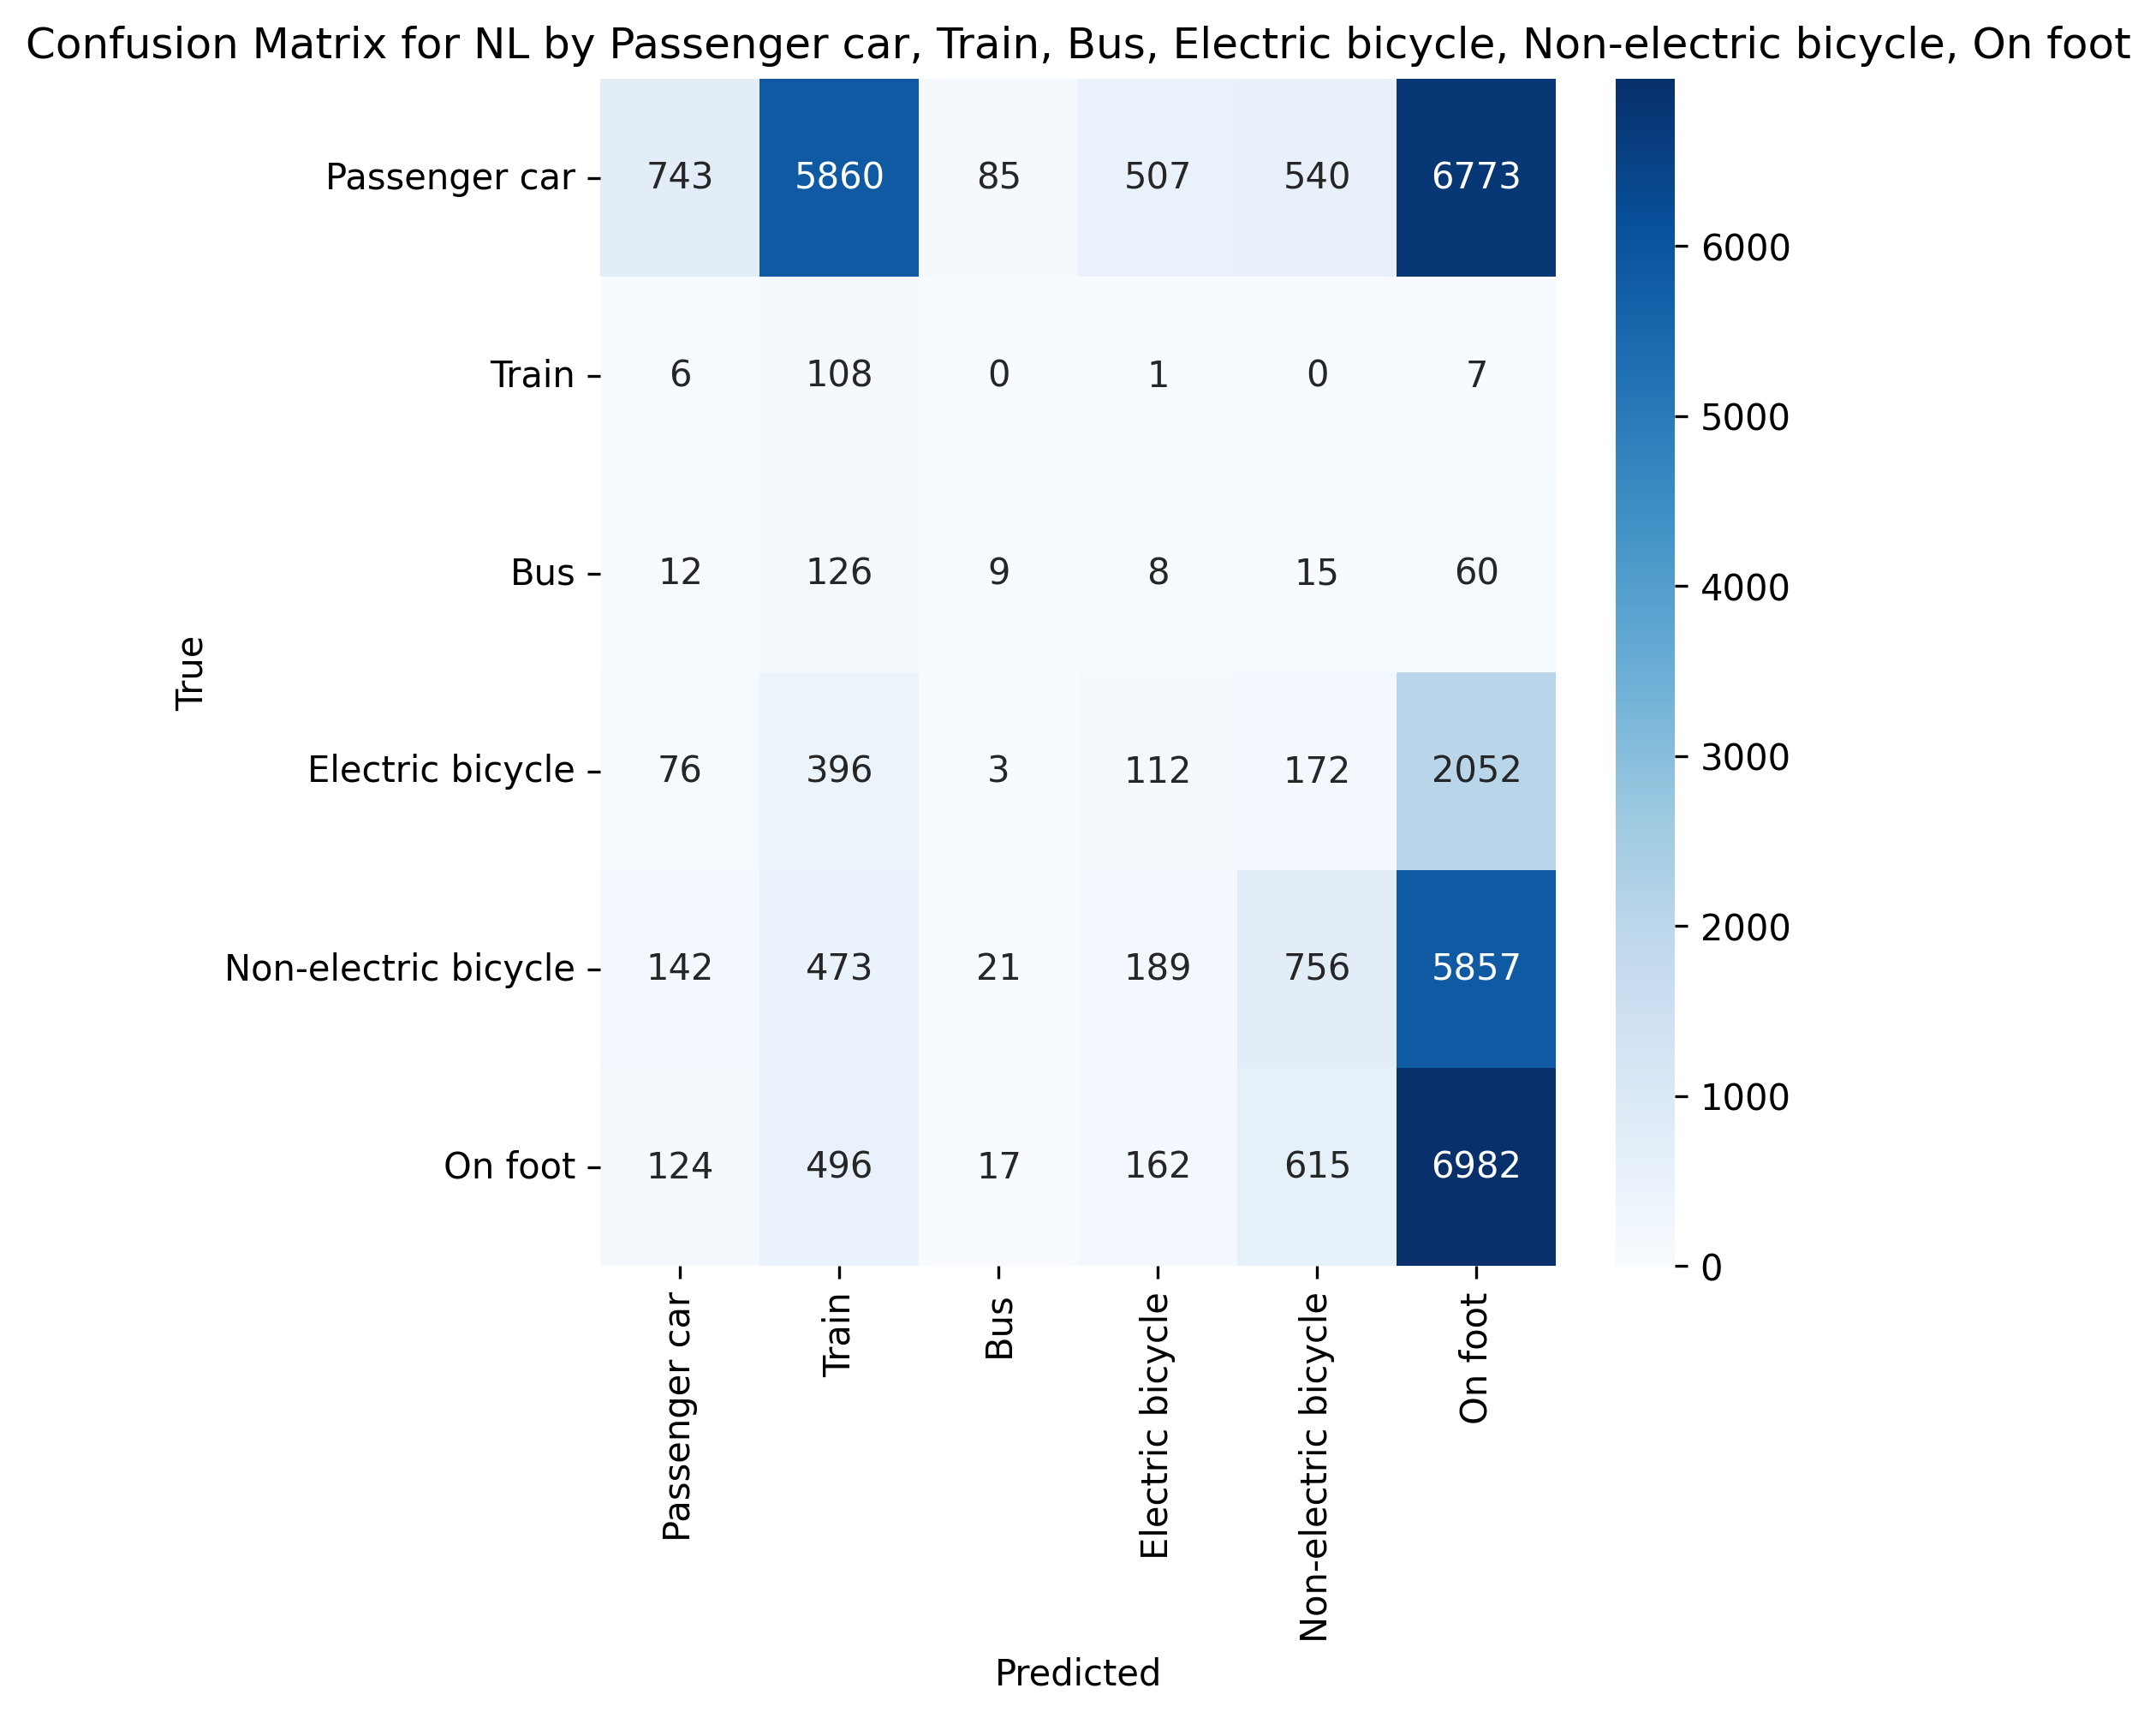 Confusion Matrix for NL by Passenger car, Train, Bus, Electric bicycle, Non-electric bicycle, On foot
True
Passenger car 743 5860 85 507 540 6773
Train 6 108 0 1 0 7
Bus 12 126 9 8 15 60
Electric bicycle 76 396 3 112 172 2052
Non-electric bicycle 142 473 21 189 756 5857
On foot 124 496 17 162 615 6982
Passenger car
Train
Bus
Electric bicycle
Non-electric bicycle
On foot
Predicted
6000
5000
4000
3000
2000
1000
0